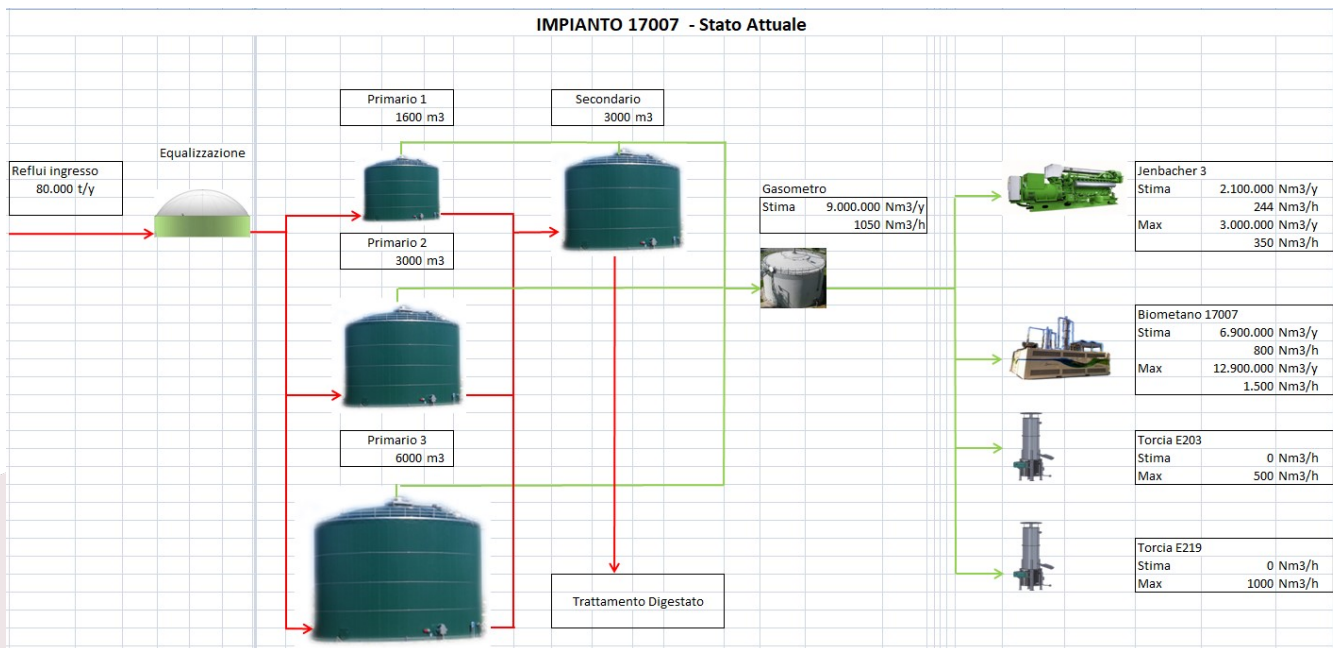 IMPIANTO 17007 - Stato Attuale
Primario 1
1600 m3
Secondario
3000 m3
Equalizzazione
Reflui ingresso
80.000 t/y
Primario 2
3000 m3
Primario 3
6000 m3
Trattamento Digestato
Gasometro
Stima 9.000.000 Nm3/y
1050 Nm3/h
Jenbacher 3
Stima 2.100.000 Nm3/y
244 Nm3/h
Max 3.000.000 Nm3/y
350 Nm3/h
Biometano 17007
Stima 6.900.000 Nm3/y
800 Nm3/h
Max 12.900.000 Nm3/y
1.500 Nm3/h
Torcia E203
Stima 0 Nm3/h
Max 500 Nm3/h
Torcia E219
Stima 0 Nm3/h
Max 1000 Nm3/h